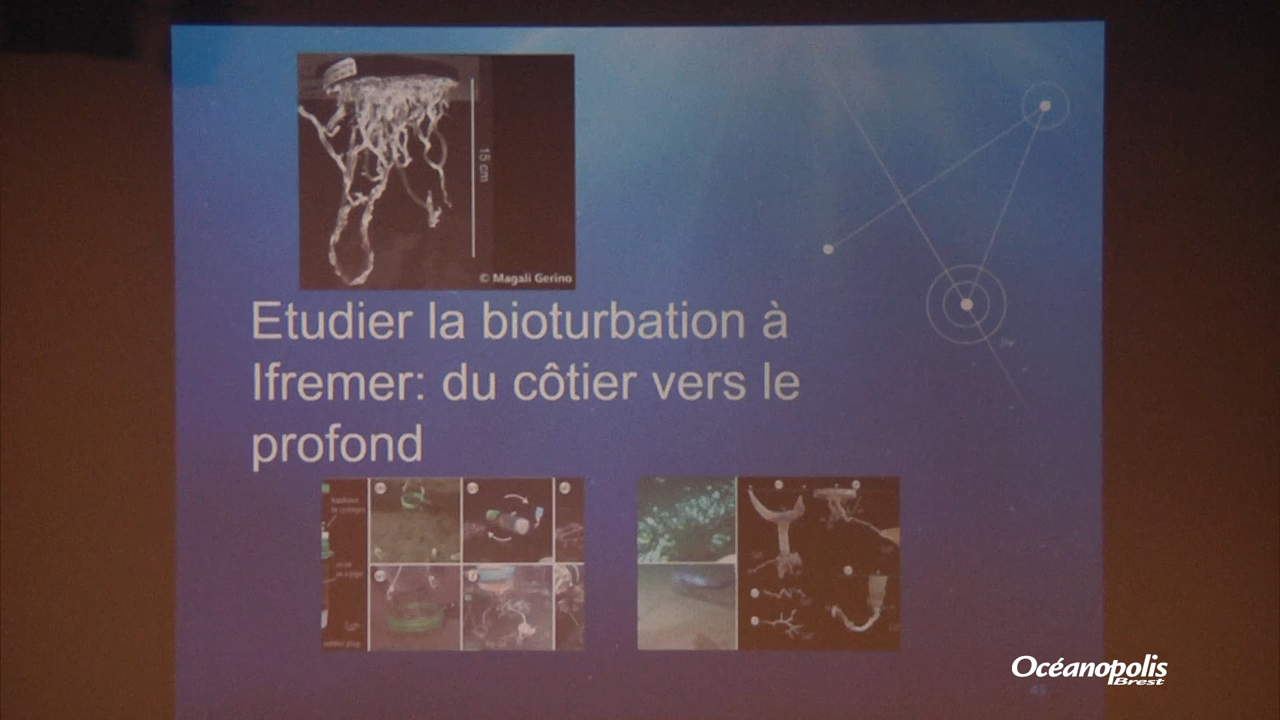 15 cm
© Magali Gerino
Etudier la bioturbation à
Ifremer: du côtier vers le
profond
Océanopolis
Brest